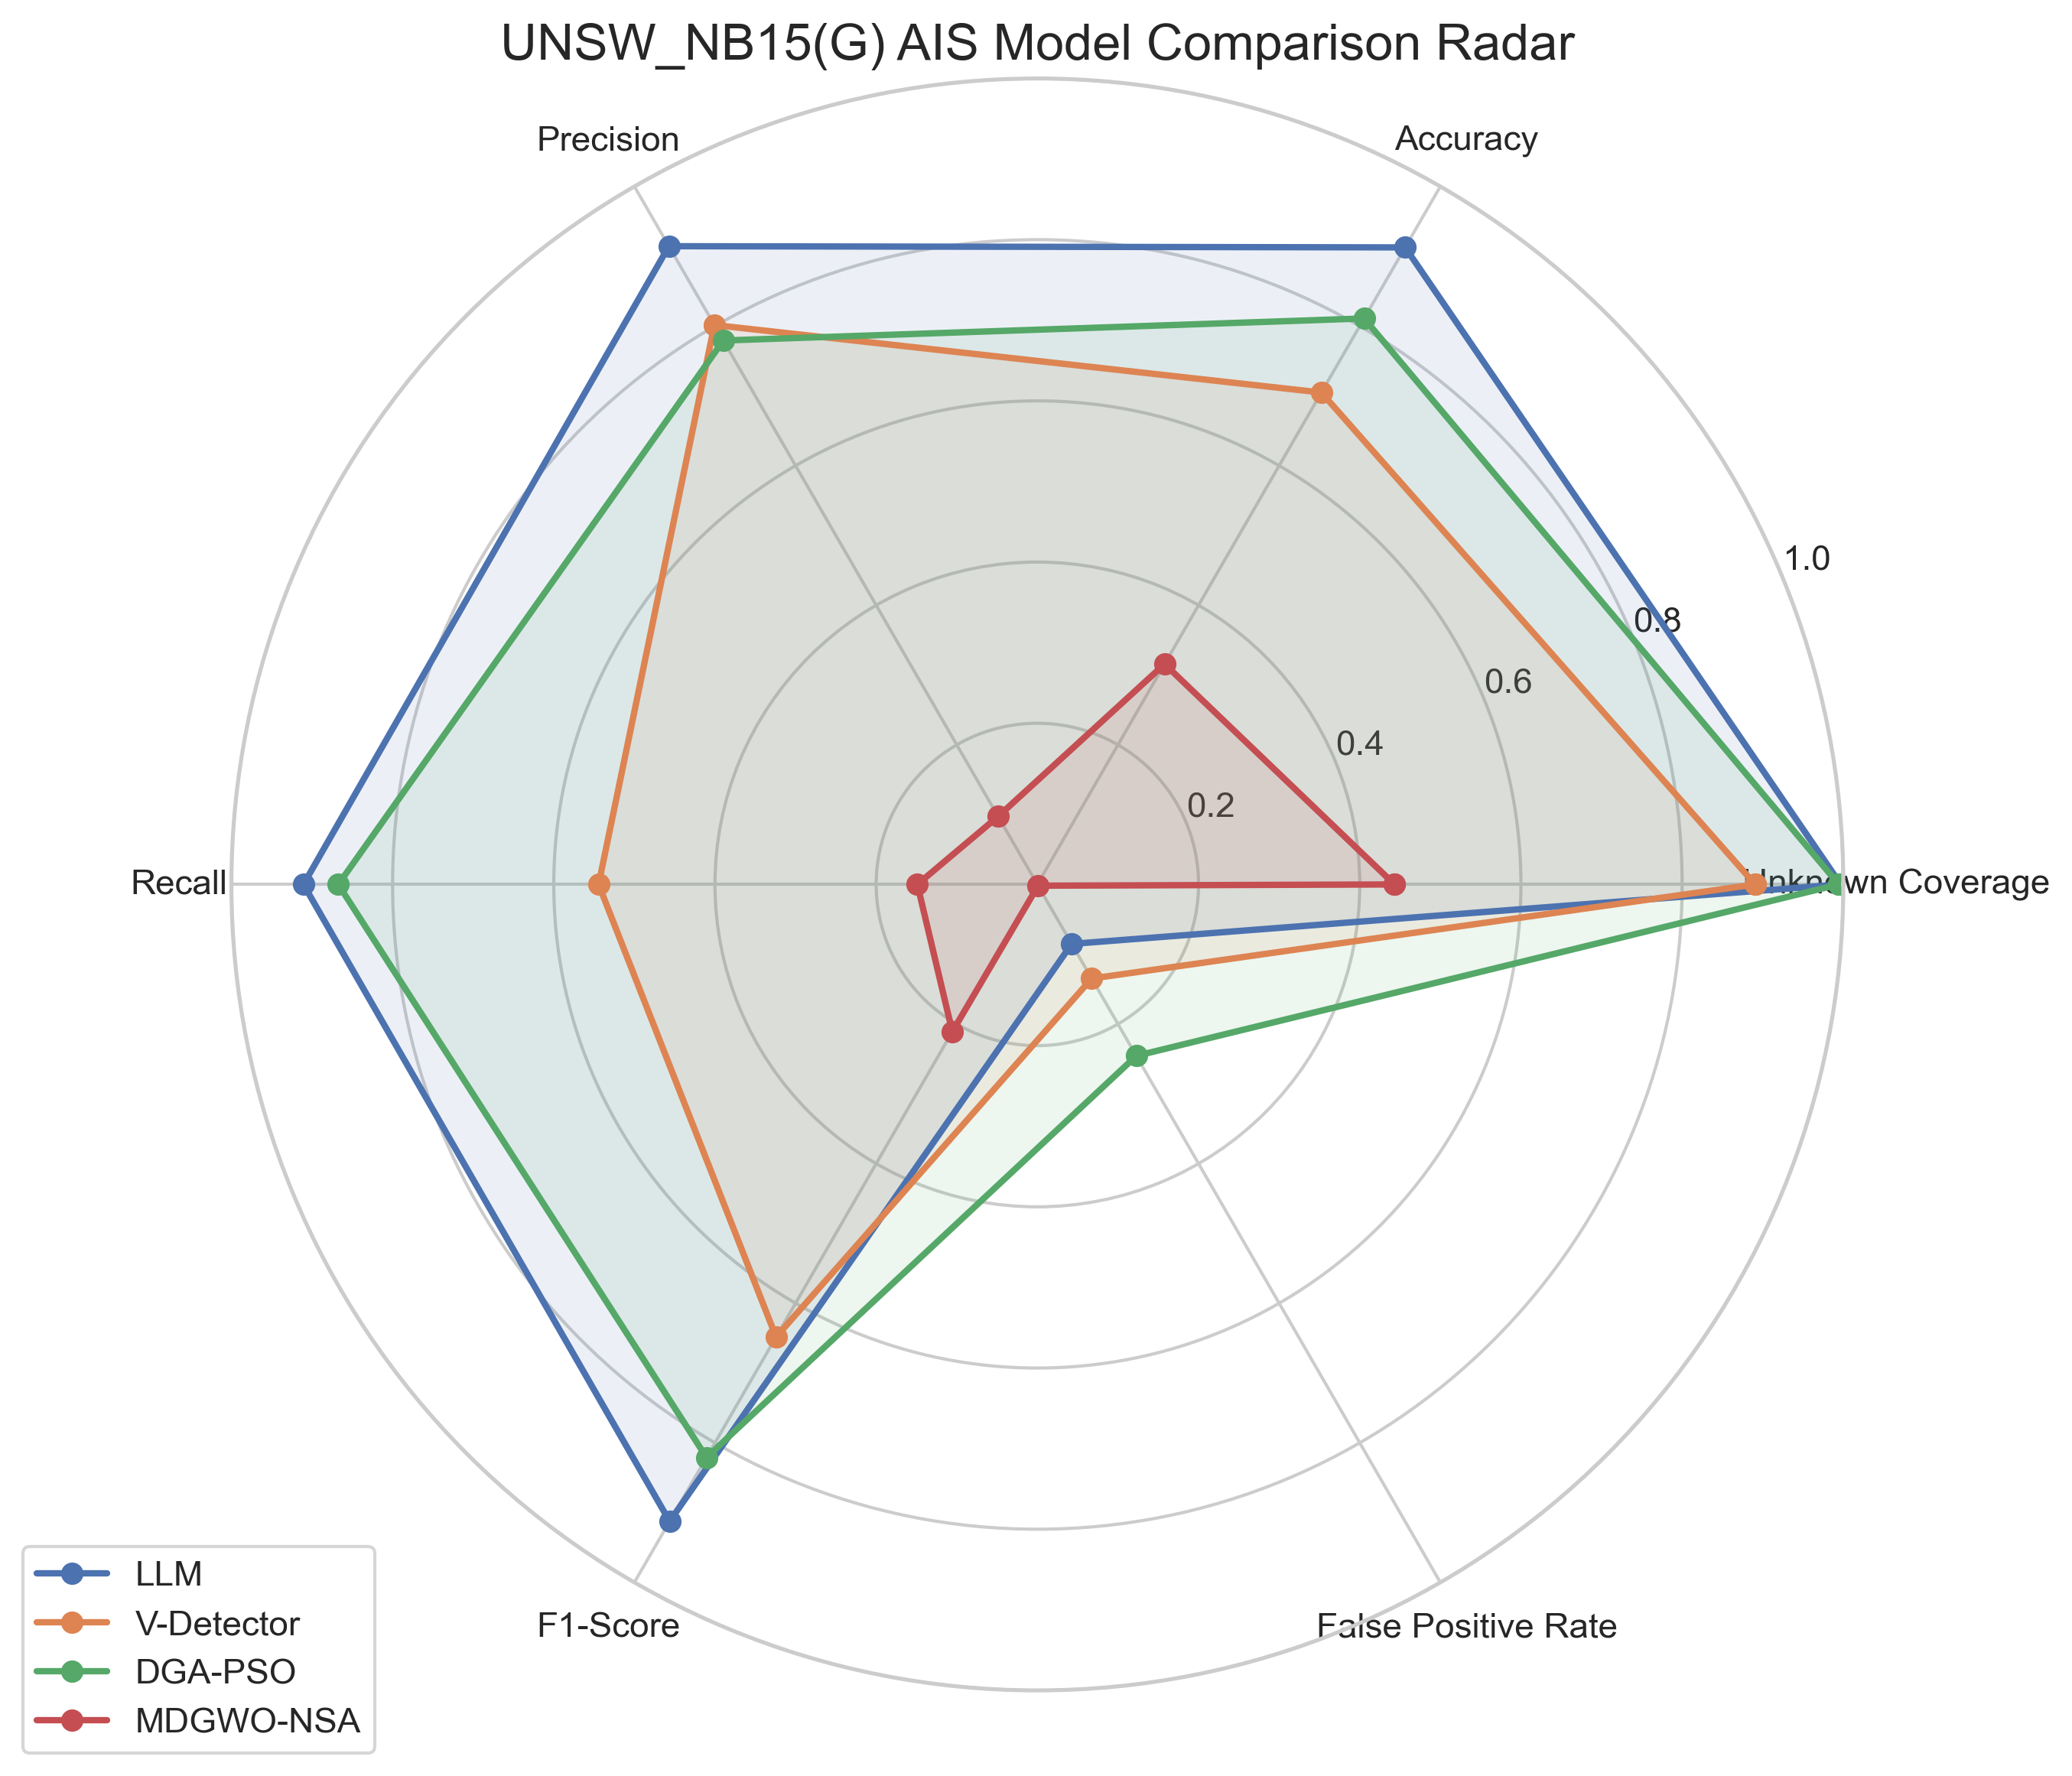 UNSW_NB15(G) AIS Model Comparison Radar
Precision
Accuracy
1.0
0.8
0.6
0.4
0.2
Recall
Unknown Coverage
F1-Score
False Positive Rate
LLM
V-Detector
DGA-PSO
MDGWO-NSA